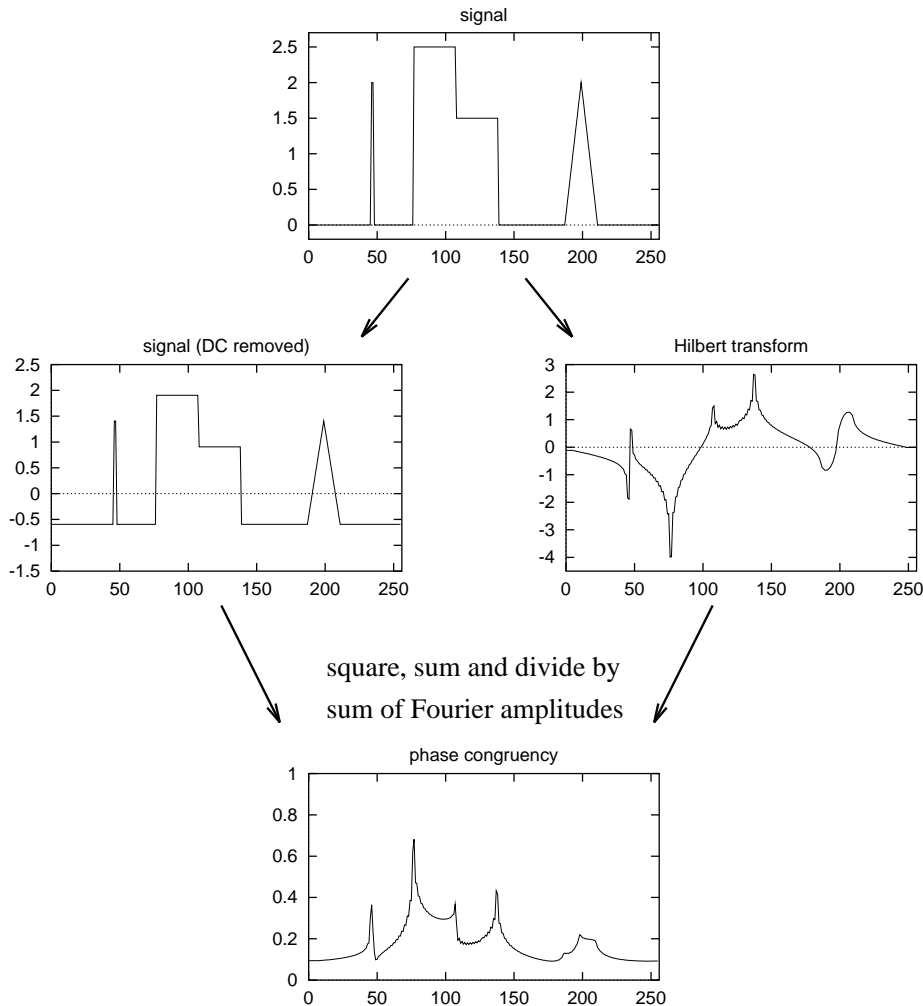 signal
2.5
2
1.5
1
0.5
0
0 50 100 150 200 250
signal (DC removed)
2.5
2
1.5
1
0.5
0
-0.5
-1
-1.5
0 50 100 150 200 250
Hilbert transform
3
2
1
0
-1
-2
-3
-4
0 50 100 150 200 250
square, sum and divide by
sum of Fourier amplitudes
phase congruency
1
0.8
0.6
0.4
0.2
0
0 50 100 150 200 250